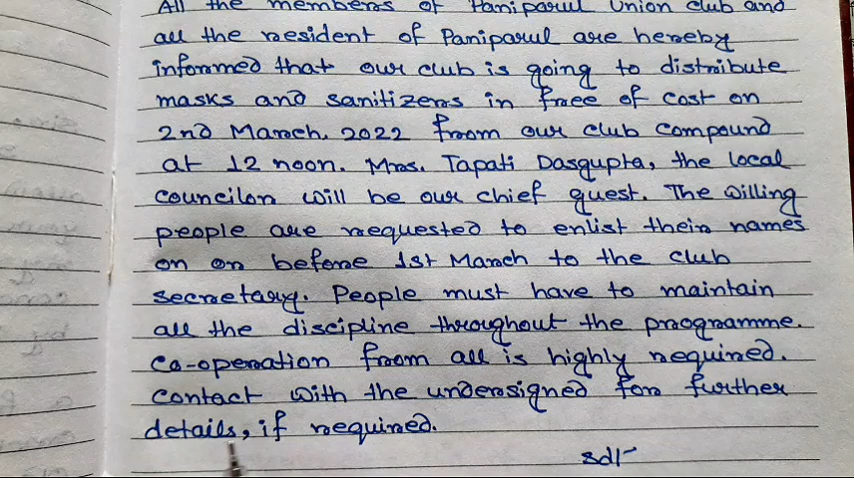 All the members of Paniparul Union club and
all the resident of Paniparul are hereby
informed that our club is going to distribute
masks and sanitizers in free of cost on
2nd March. 2022 from our club compound
at 12 noon. Mrs. Tapati Dasgupta, the local
councilor will be our chief guest. The willing
people are requested to enlist their names
on or before 1st March to the club
secretary. People must have to maintain
all the discipline throughout the programme.
Co-operation from all is highly required.
Contact with the undersigned for further
details, if required.
Sd/-